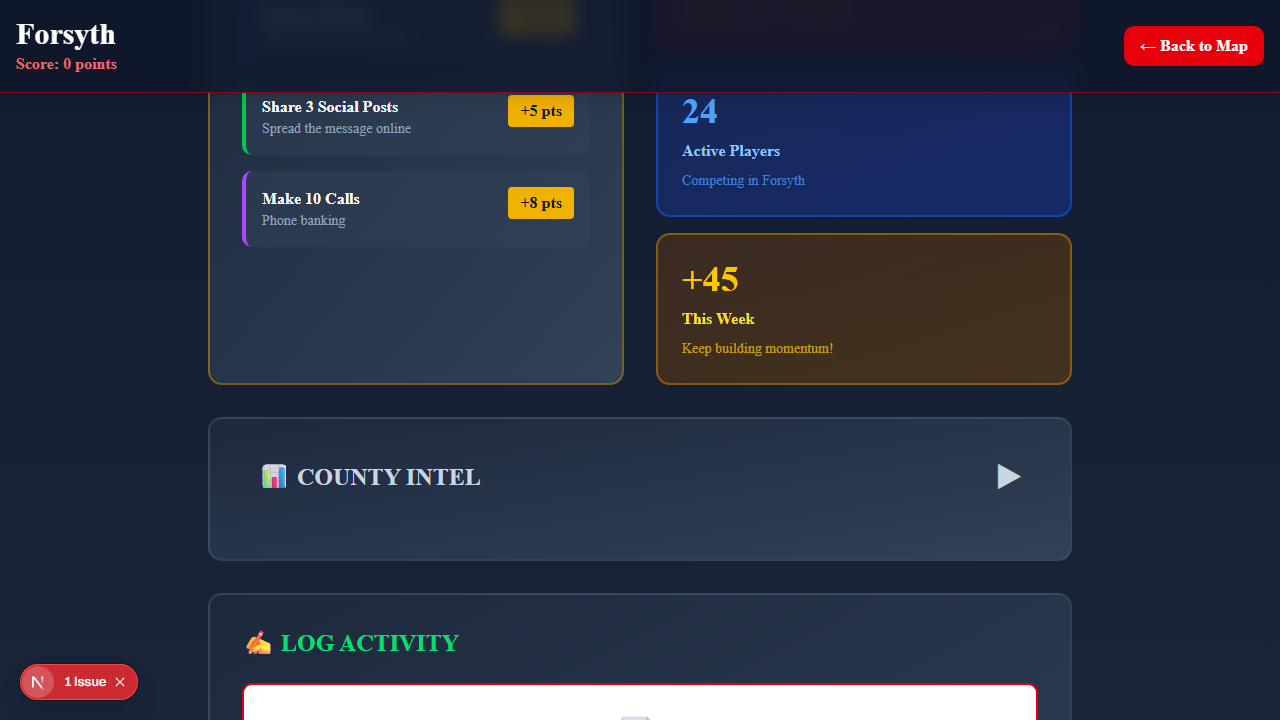 Forsyth
Score: 0 points
← Back to Map
Share 3 Social Posts
Spread the message online
+5 pts
Make 10 Calls
Phone banking
+8 pts
24
Active Players
Competing in Forsyth
+45
This Week
Keep building momentum!
COUNTY INTEL
LOG ACTIVITY
N
1 Issue